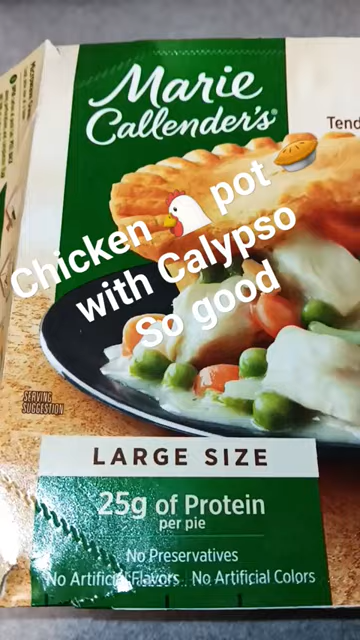 Marie
Callender's
Tend
Chicken 🐔 pot 🥧
with Calypso
So good
SERVING
SUGGESTION
LARGE SIZE
25g of Protein
per pie
No Preservatives
No Artificial Flavors No Artificial Colors